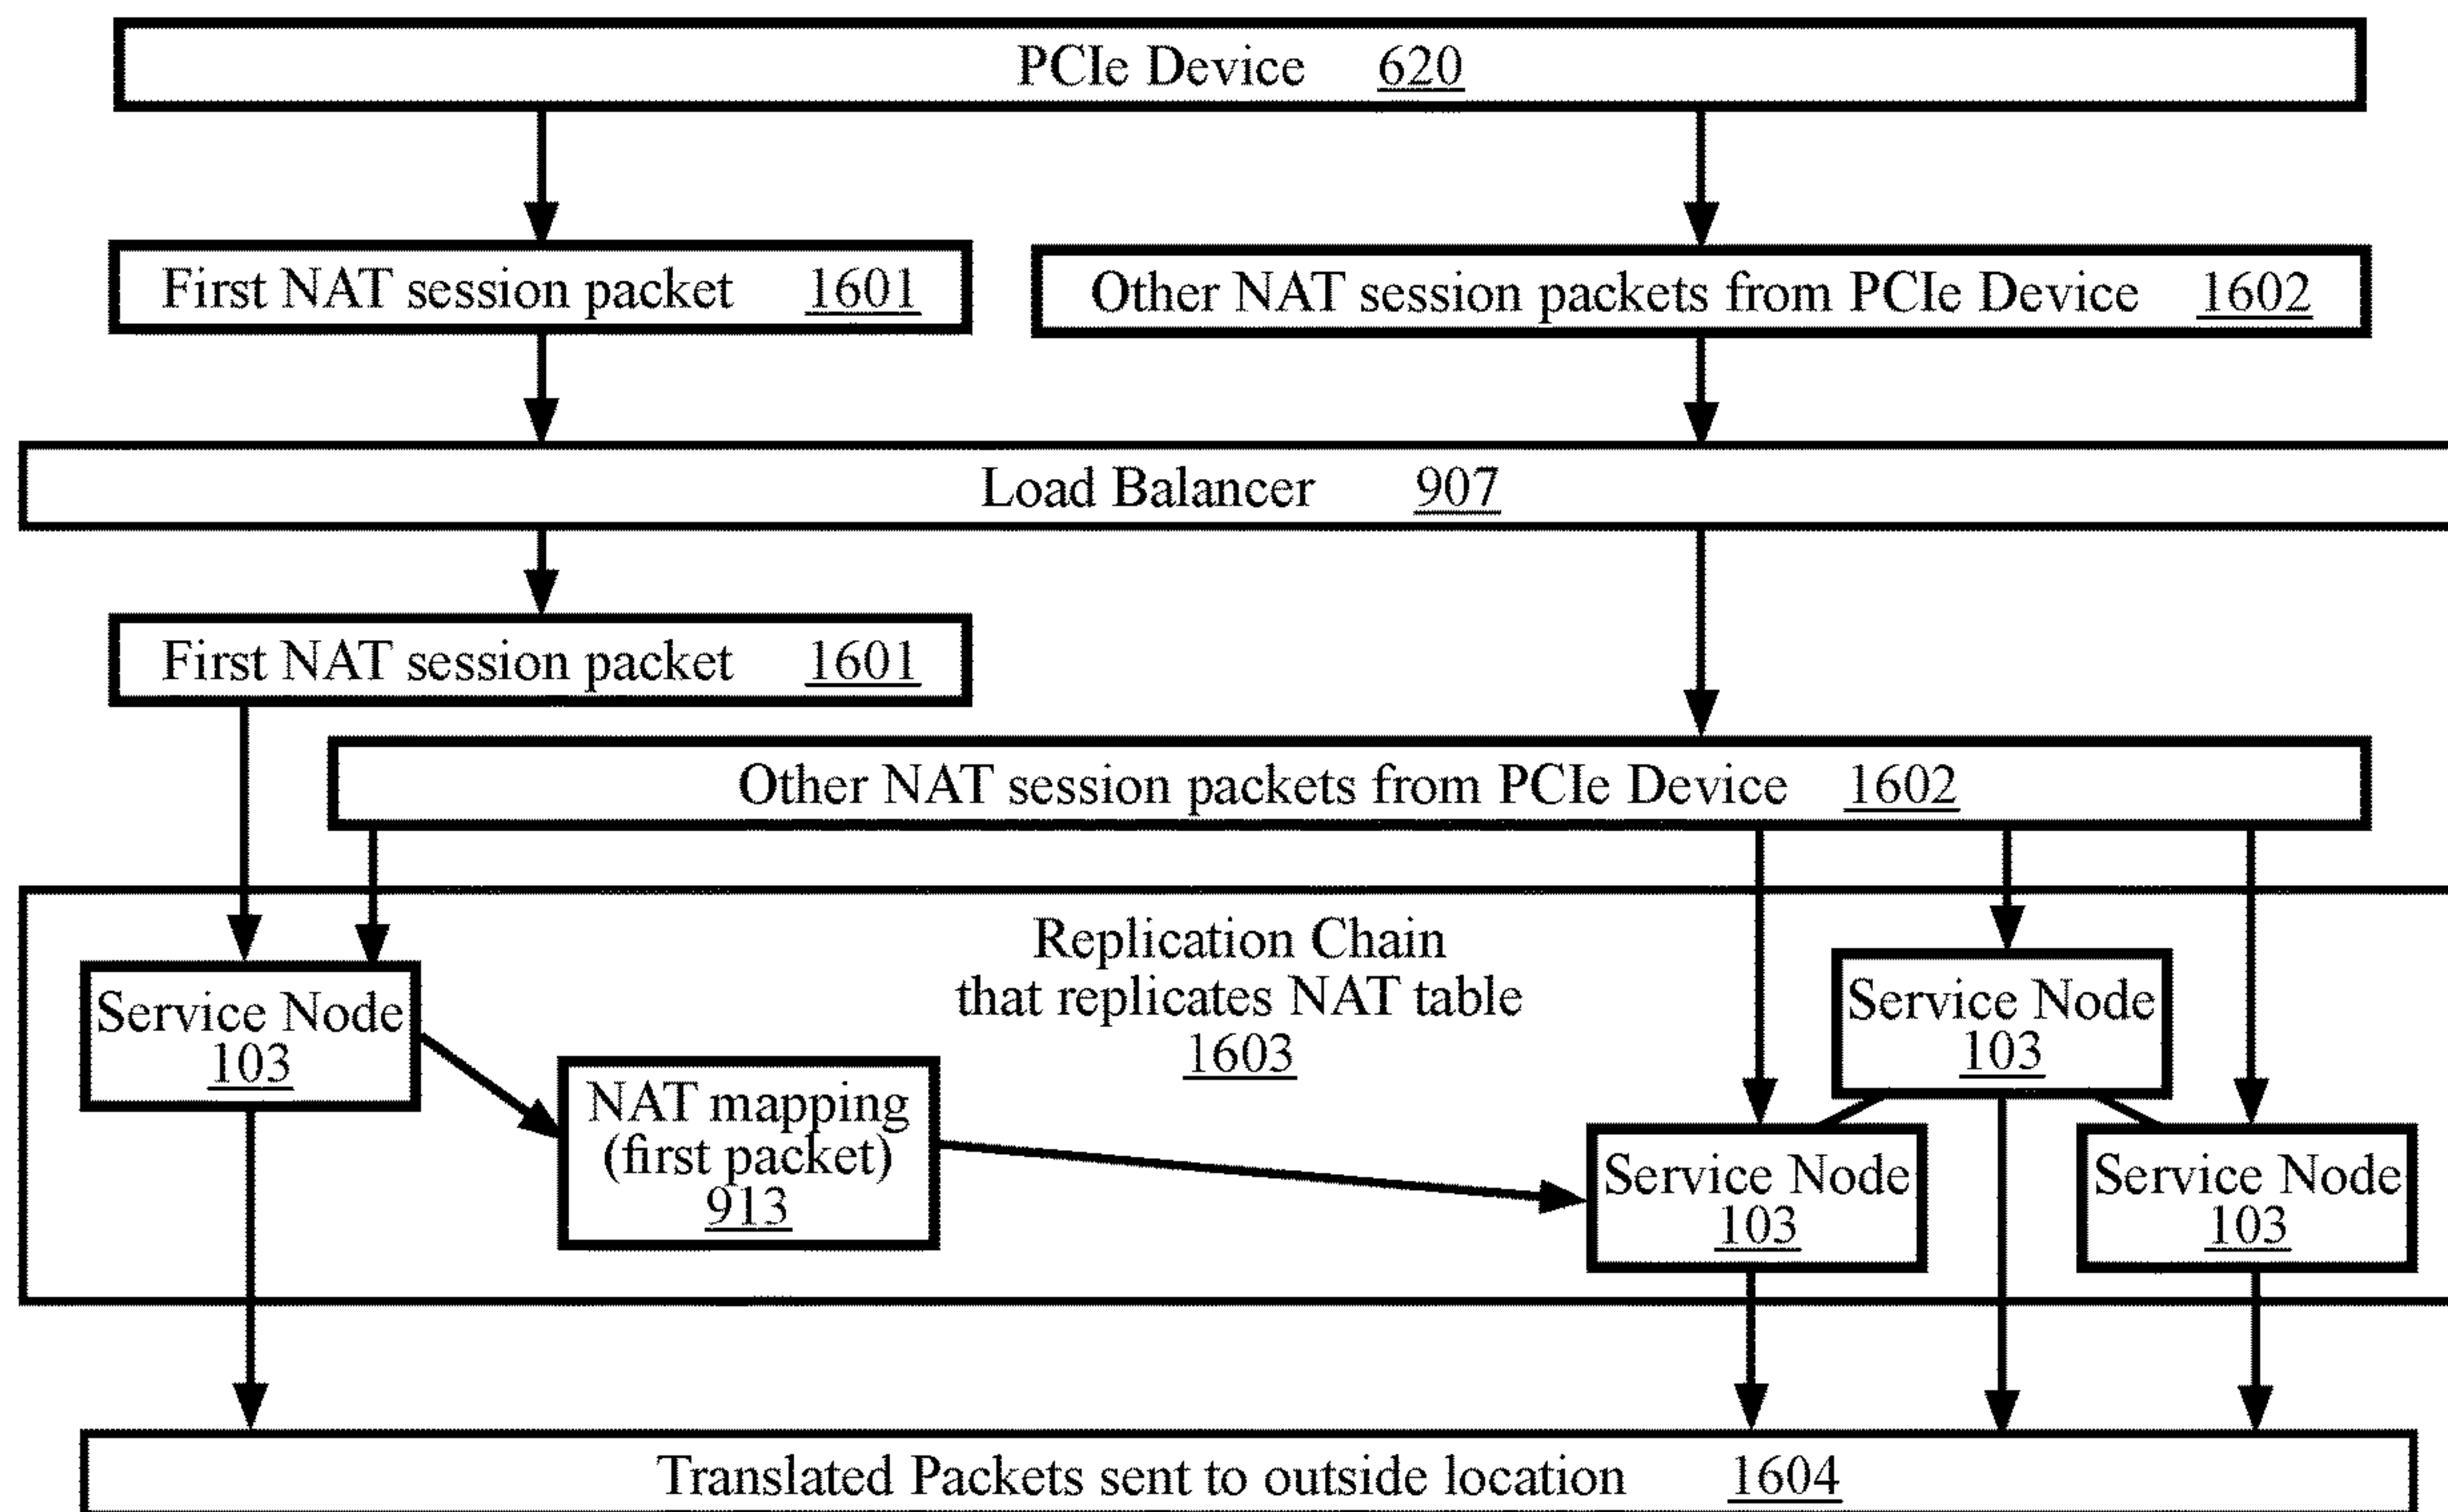 PCIe Device 620
First NAT session packet 1601
Other NAT session packets from PCIe Device 1602
Load Balancer 907
First NAT session packet 1601
Other NAT session packets from PCIe Device 1602
Replication Chain
that replicates NAT table
1603
Service Node
103
NAT mapping
(first packet)
913
Service Node
103
Service Node
103
Service Node
103
Translated Packets sent to outside location 1604